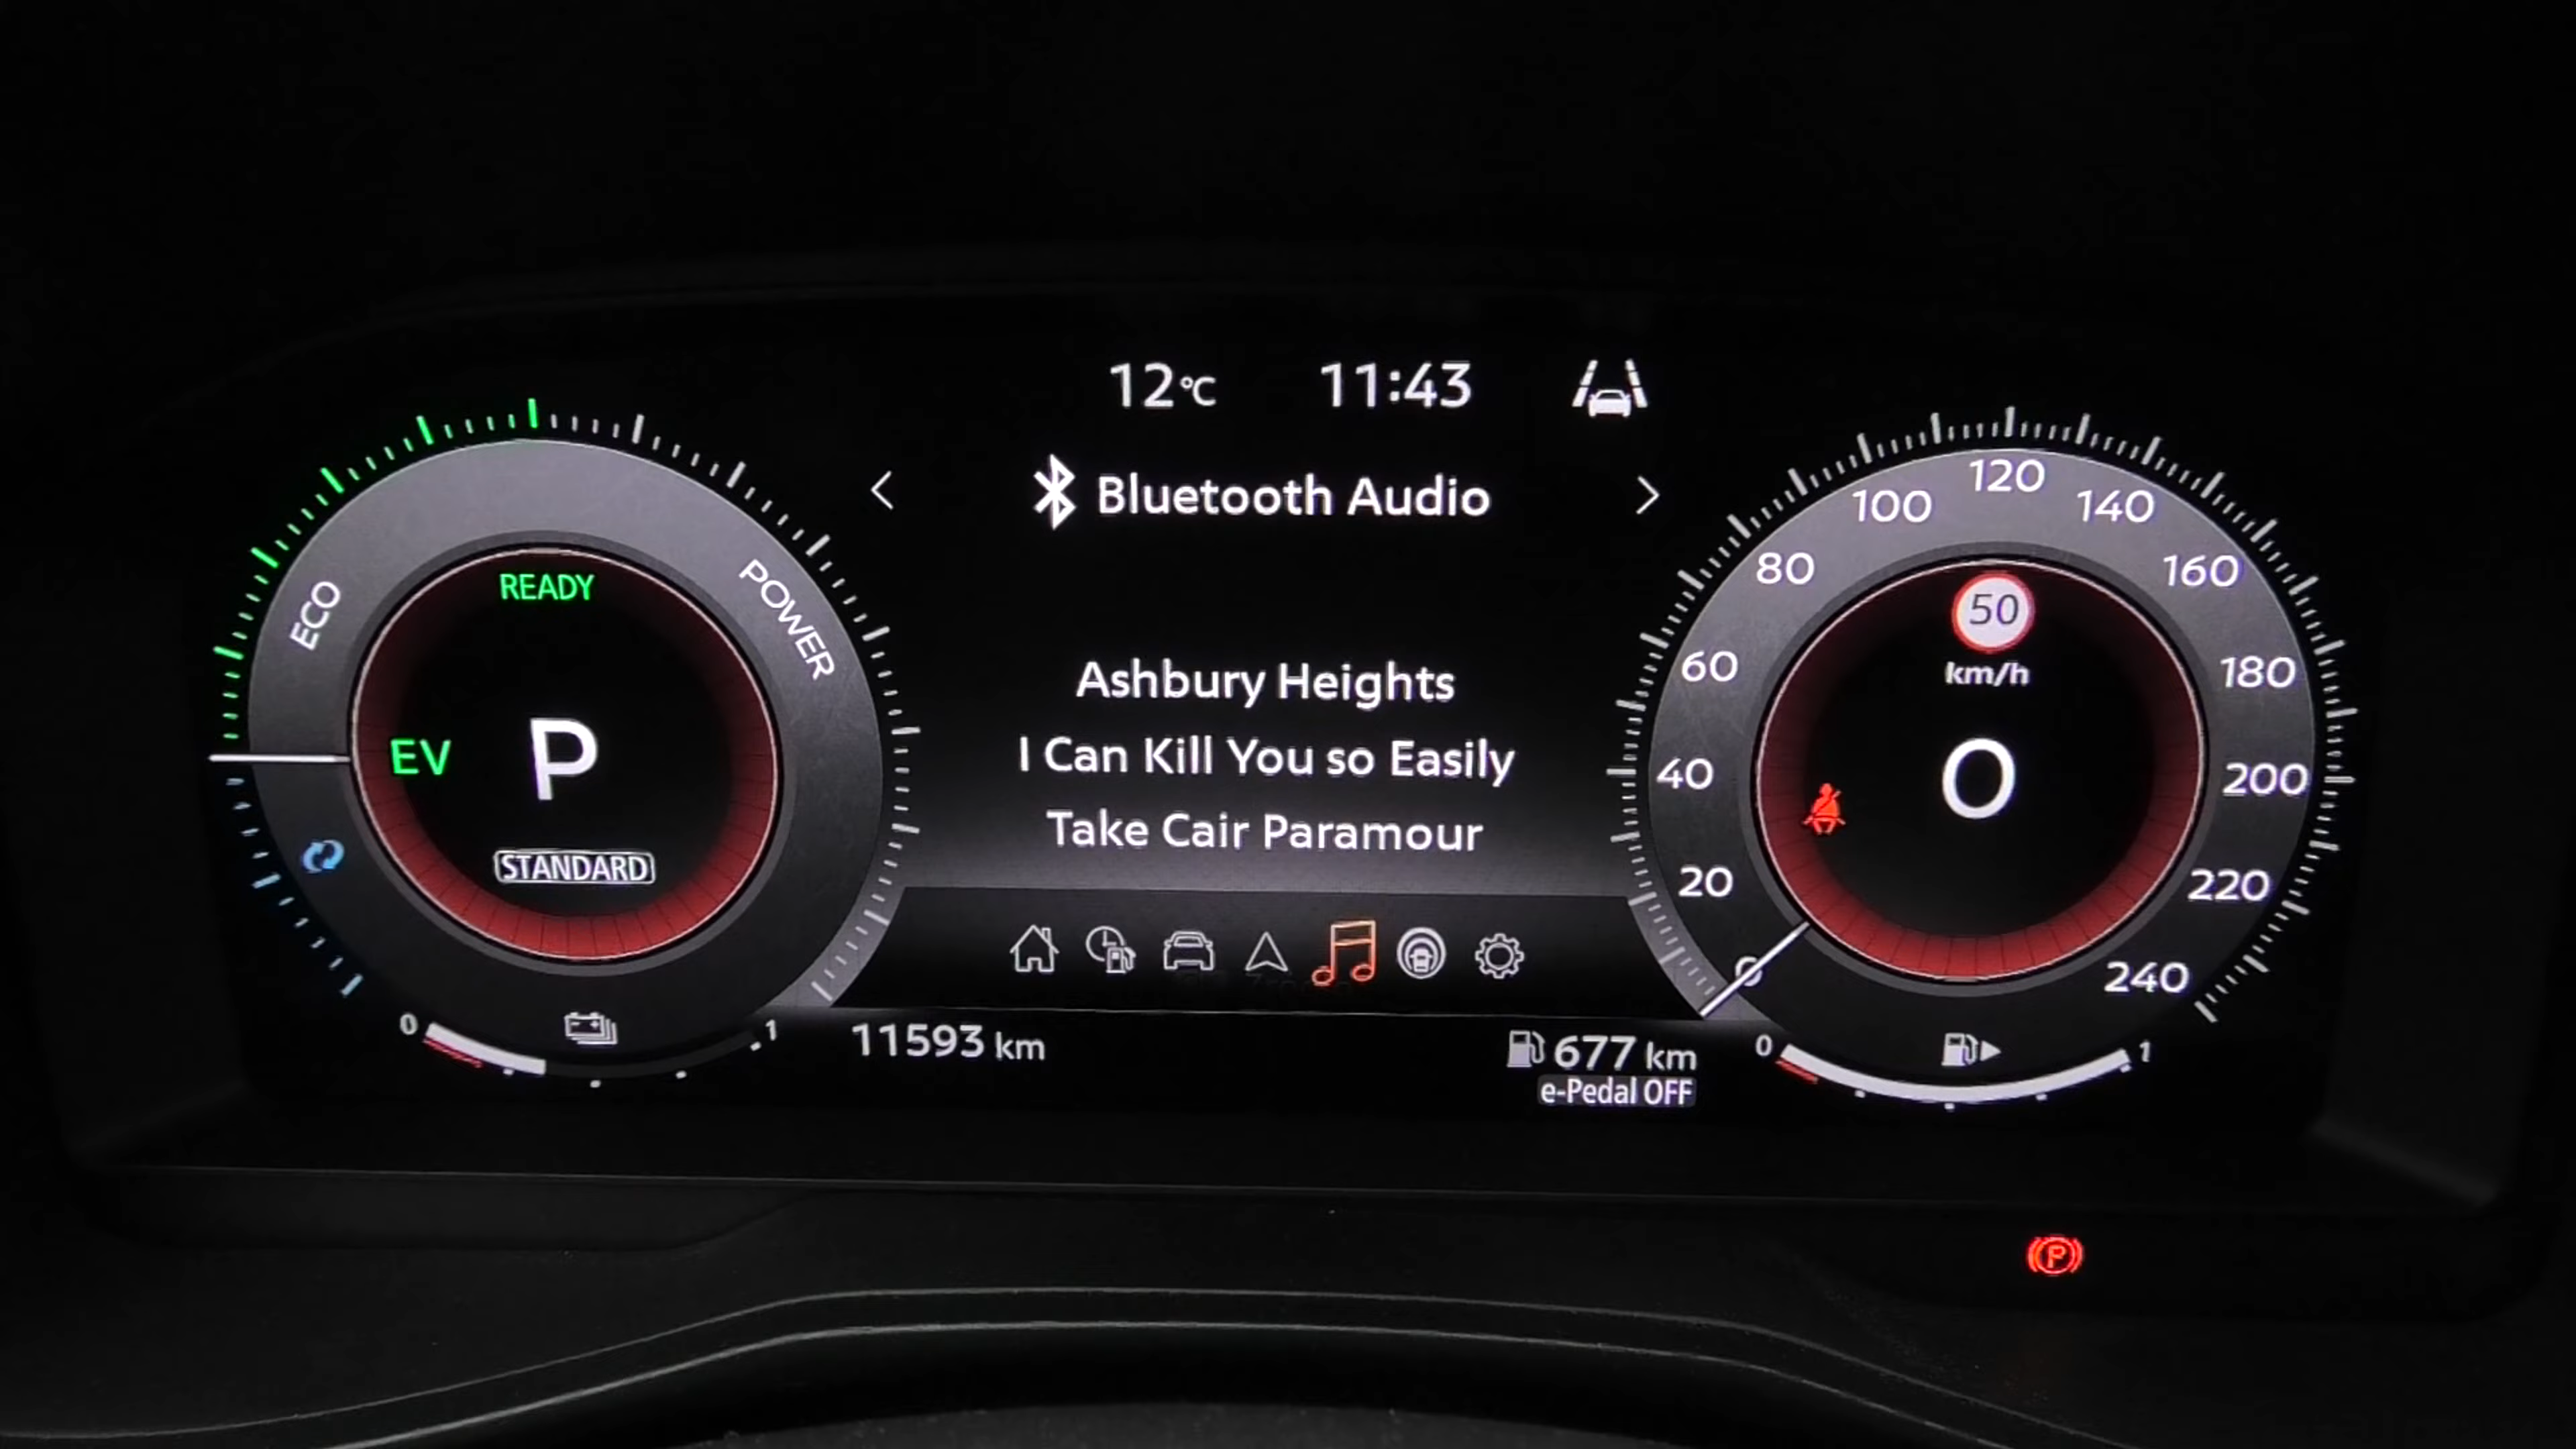 12°C 11:43
Bluetooth Audio
Ashbury Heights
I Can Kill You so Easily
Take Cair Paramour
READY
ECO
POWER
EV
P
STANDARD
0
1
11593 km
677 km
e-Pedal OFF
50
km/h
0
0
20
40
60
80
100
120
140
160
180
200
220
240
0
1
P